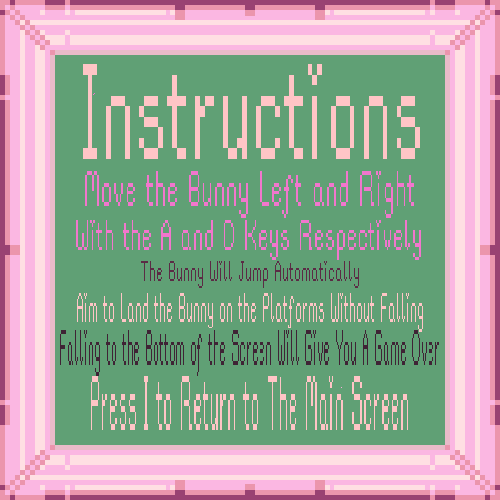 Instructions
Move the Bunny Left and Right
With the A and D Keys Respectively
The Bunny Will Jump Automatically
Aim to Land the Bunny on the Platforms Without Falling
Falling to the Bottom of the Screen Will Give You A Game Over
Press I to Return to The Main Screen